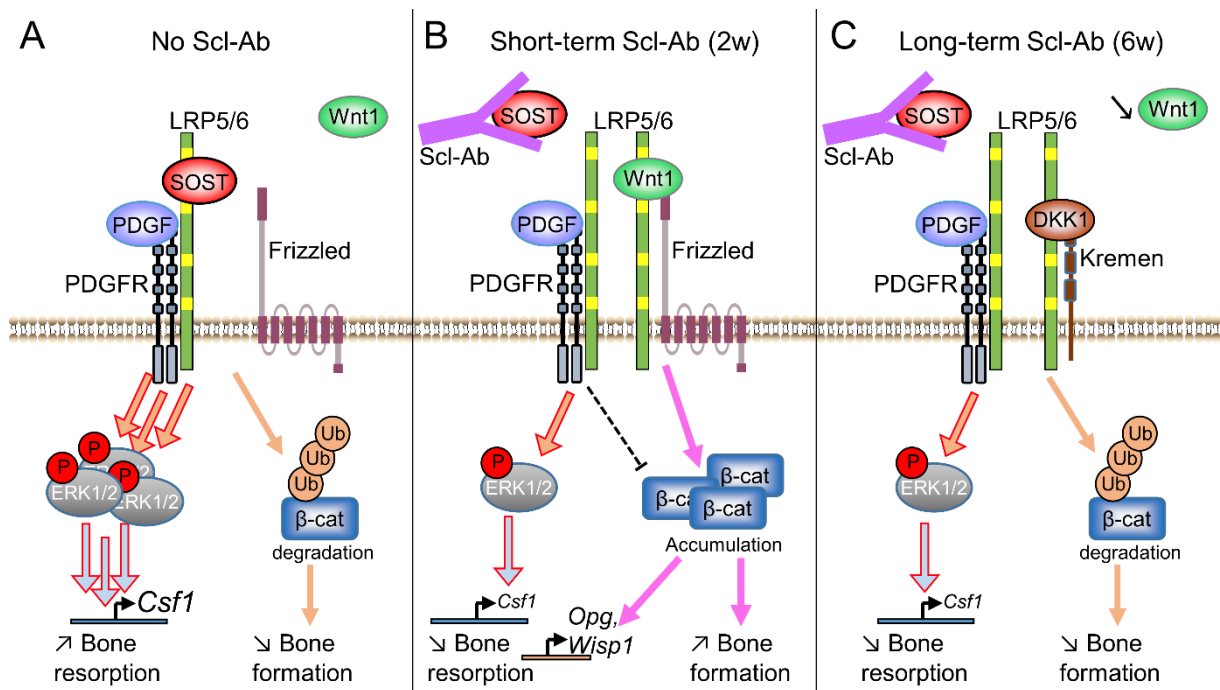 A
No Scl-Ab
Wnt1
LRP5/6
SOST
PDGF
Frizzled
PDGFR
P
P
P
ERK1/2
ERK1/2
ERK1/2
Ub
Ub
Ub
β-cat
degradation
Csf1
↗ Bone
resorption
↘ Bone
formation
B
Short-term Scl-Ab (2w)
SOST
LRP5/6
Scl-Ab
Wnt1
PDGF
Frizzled
PDGFR
P
ERK1/2
β-cat
β-cat
β-cat
Accumulation
Csf1
Opg,
Wisp1
↘ Bone
resorption
↗ Bone
formation
C
Long-term Scl-Ab (6w)
SOST
↘ Wnt1
LRP5/6
Scl-Ab
DKK1
PDGF
Kremen
PDGFR
P
ERK1/2
Ub
Ub
Ub
β-cat
degradation
Csf1
↘ Bone
resorption
↘ Bone
formation